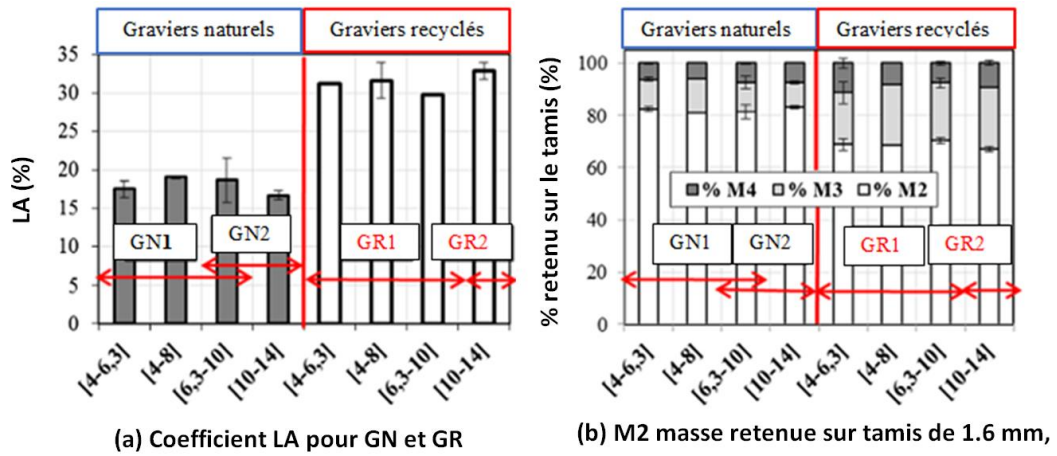 Graviers naturels
Graviers recyclés
35
30
25
20
15
10
5
0
LA (%)
GN1
GN2
GR1
GR2
[4-6,3]
[4-8]
[6,3-10]
[10-14]
[4-6,3]
[4-8]
[6,3-10]
[10-14]
(a) Coefficient LA pour GN et GR
Graviers naturels
Graviers recyclés
100
80
60
40
20
0
% retenu sur le tamis (%)
% M4 % M3 % M2
GN1
GN2
GR1
GR2
[4-6,3]
[4-8]
[6,3-10]
[10-14]
[4-6,3]
[4-8]
[6,3-10]
[10-14]
(b) M2 masse retenue sur tamis de 1.6 mm,